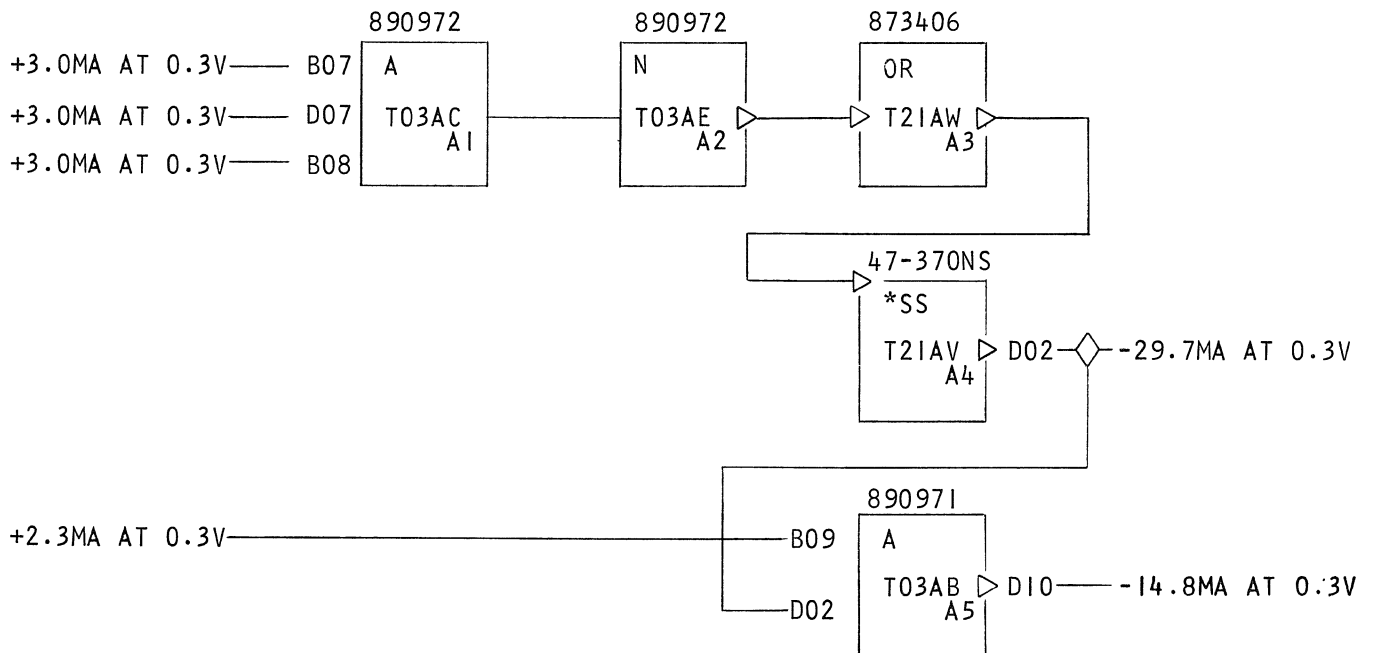 890972 890972 873406
+3.0MA AT 0.3V B07 A N OR
+3.0MA AT 0.3V D07 T03AC T03AE T21AW
A1 A2 A3
+3.0MA AT 0.3V B08
47-370NS
*SS
T21AV D02 -29.7MA AT 0.3V
A4
890971
+2.3MA AT 0.3V B09 A
T03AB D10 -14.8MA AT 0.3V
D02 A5